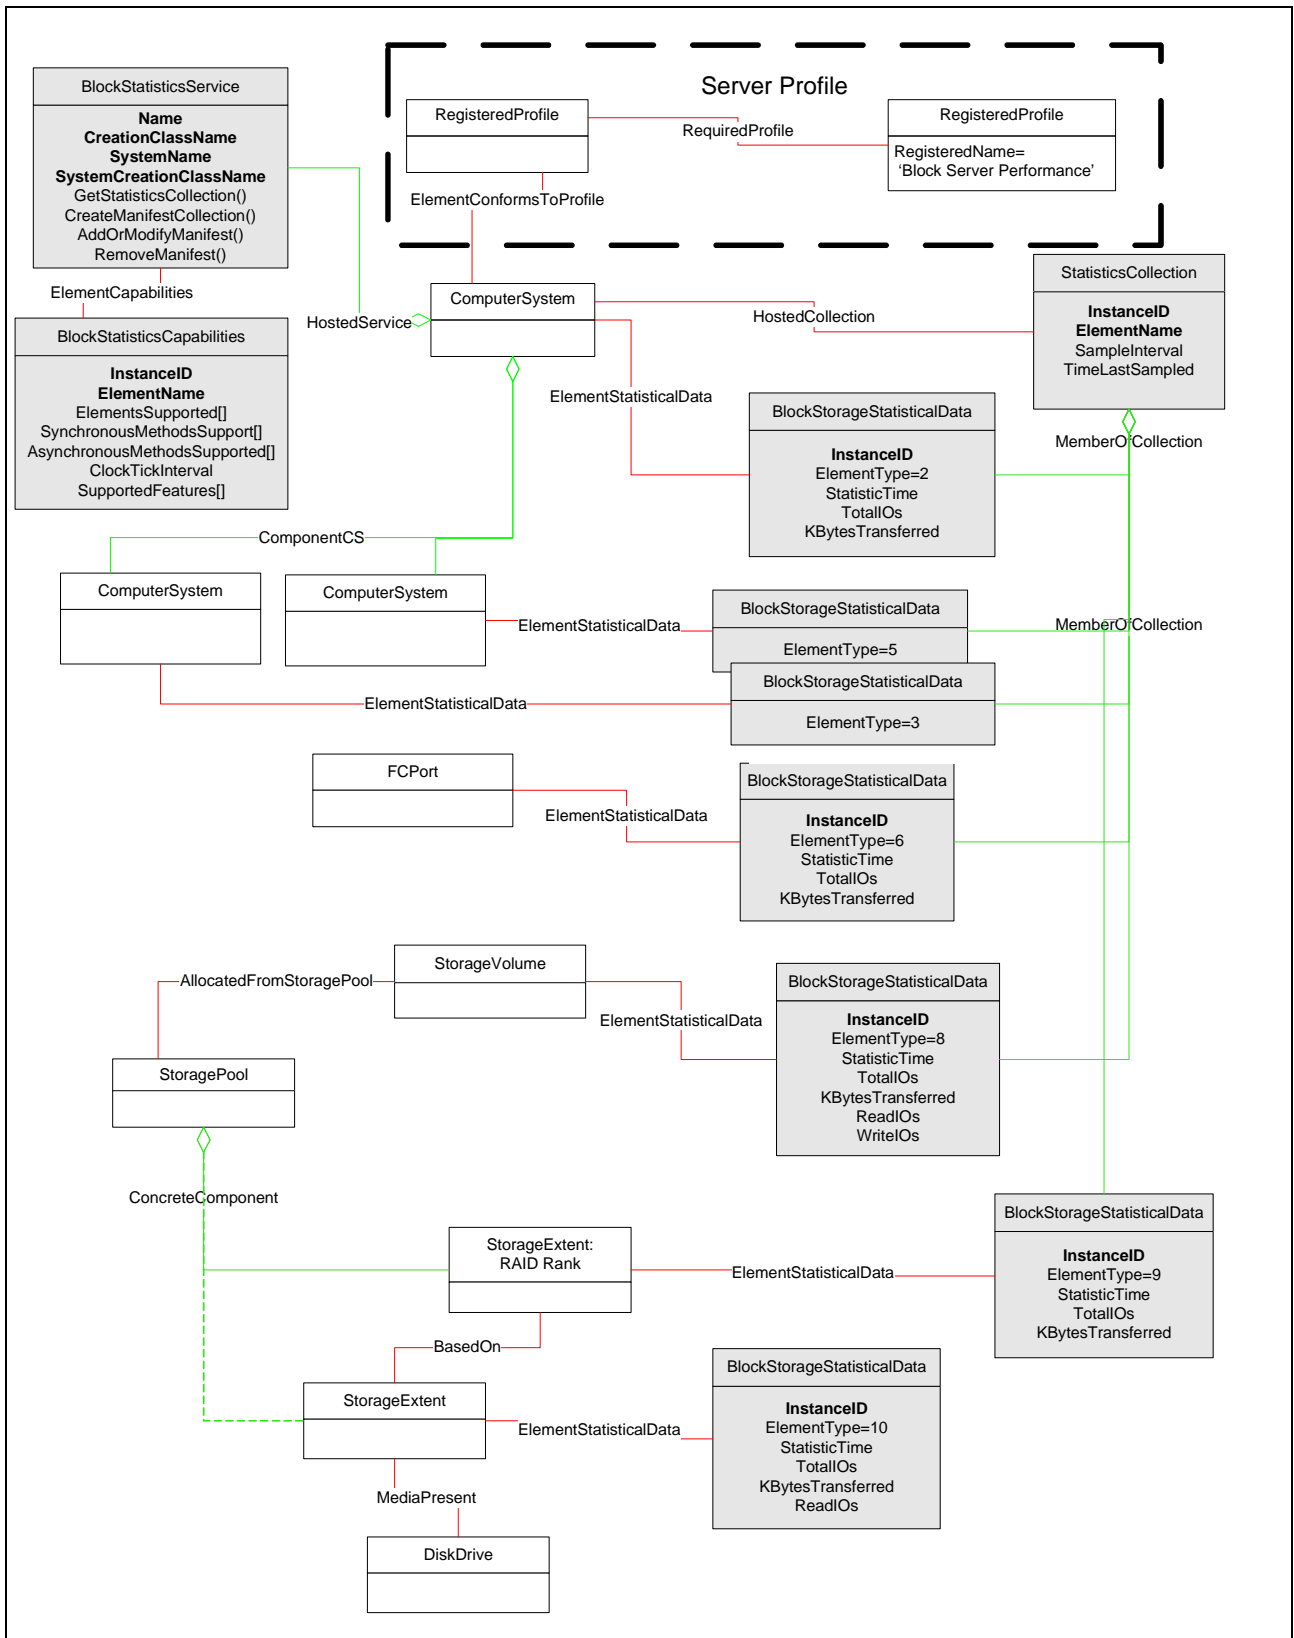 Server Profile
BlockStatisticsService
Name
CreationClassName
SystemName
SystemCreationClassName
GetStatisticsCollection()
CreateManifestCollection()
AddOrModifyManifest()
RemoveManifest()
RegisteredProfile
RequiredProfile
RegisteredProfile
RegisteredName=
'Block Server Performance'
ElementConformsToProfile
ElementCapabilities
BlockStatisticsCapabilities
InstanceID
ElementName
ElementsSupported[]
SynchronousMethodsSupport[]
AsynchronousMethodsSupported[]
ClockTickInterval
SupportedFeatures[]
HostedService
ComputerSystem
HostedCollection
StatisticsCollection
InstanceID
ElementName
SampleInterval
TimeLastSampled
ElementStatisticalData
BlockStorageStatisticalData
InstanceID
ElementType=2
StatisticTime
TotalIOs
KBytesTransferred
MemberOfCollection
ComponentCS
ComputerSystem
ComputerSystem
ElementStatisticalData
BlockStorageStatisticalData
ElementType=5
MemberOfCollection
ElementStatisticalData
BlockStorageStatisticalData
ElementType=3
FCPort
ElementStatisticalData
BlockStorageStatisticalData
InstanceID
ElementType=6
StatisticTime
TotalIOs
KBytesTransferred
AllocatedFromStoragePool
StorageVolume
ElementStatisticalData
BlockStorageStatisticalData
InstanceID
ElementType=8
StatisticTime
TotalIOs
KBytesTransferred
ReadIOs
WriteIOs
StoragePool
ConcreteComponent
StorageExtent:
RAID Rank
ElementStatisticalData
BlockStorageStatisticalData
InstanceID
ElementType=9
StatisticTime
TotalIOs
KBytesTransferred
BasedOn
StorageExtent
ElementStatisticalData
BlockStorageStatisticalData
InstanceID
ElementType=10
StatisticTime
TotalIOs
KBytesTransferred
ReadIOs
MediaPresent
DiskDrive